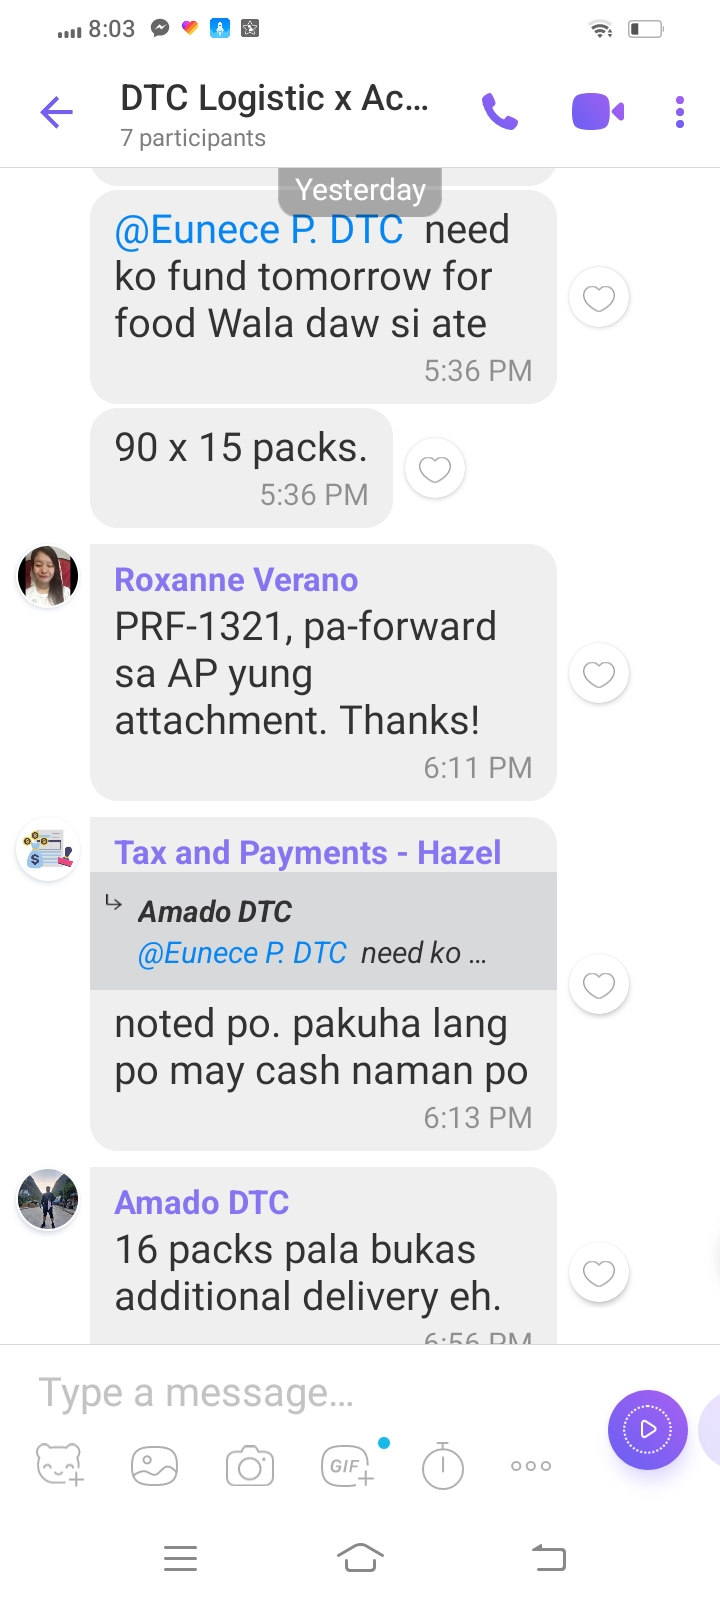 8:03
DTC Logistic x Ac...
7 participants
Yesterday
@Eunece P. DTC need
ko fund tomorrow for
food Wala daw si ate
5:36 PM
90 x 15 packs.
5:36 PM
Roxanne Verano
PRF-1321, pa-forward
sa AP yung
attachment. Thanks!
6:11 PM
Tax and Payments - Hazel
Amado DTC
@Eunece P. DTC need ko ...
noted po. pakuha lang
po may cash naman po
6:13 PM
Amado DTC
16 packs pala bukas
additional delivery eh.
6:56 PM
Type a message...
GIF